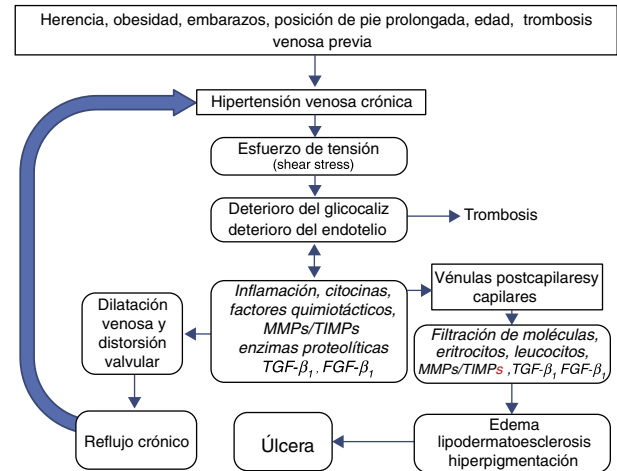 Herencia, obesidad, embarazos, posición de pie prolongada, edad, trombosis
venosa previa
Hipertensión venosa crónica
Esfuerzo de tensión
(shear stress)
Deterioro del glicocaliz
deterioro del endotelio
Trombosis
Inflamación, citocinas,
factores quimiotácticos,
MMPs/TIMPs
enzimas proteolíticas
TGF-β₁ , FGF-β₁
Vénulas postcapilaresy
capilares
Filtración de moléculas,
eritrocitos, leucocitos,
MMPs/TIMPs ,TGF-β₁ FGF-β₁
Dilatación
venosa y
distorsión
valvular
Reflujo crónico
Edema
lipodermatoesclerosis
hiperpigmentación
Úlcera